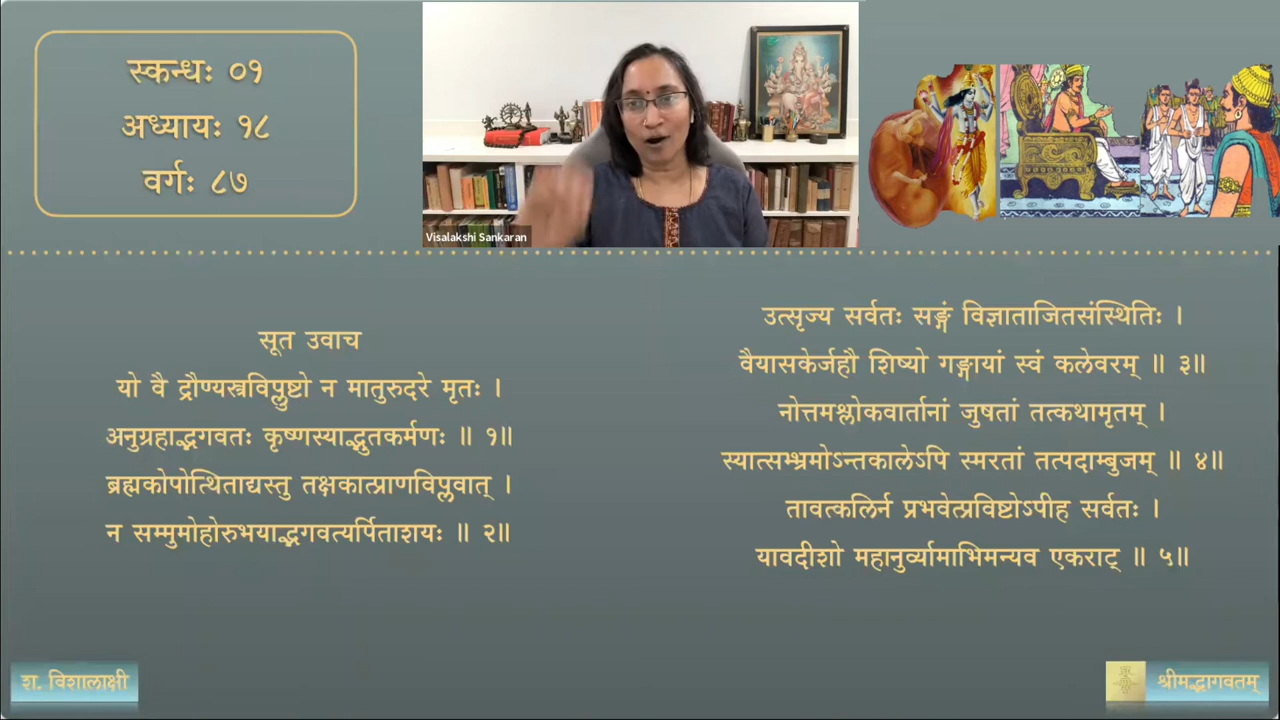 स्कन्धः ०१
अध्यायः १८
वर्गः ८७
Visalakshi Sankaran
सूत उवाच
यो वै द्रौण्यस्त्रविप्लुष्टो न मातुरुदरे मृतः ।
अनुग्रहाद्भगवतः कृष्णस्याद्भुतकर्मणः ॥ १॥
ब्रह्मकोपोत्थिताद्यस्तु तक्षकात्प्राणविप्लवात् ।
न सम्मुमोहोरुभयाद्भगवत्यर्पिताशयः ॥ २॥
उत्सृज्य सर्वतः सङ्गं विज्ञाताजितसंस्थितिः ।
वैयासकेर्जहौ शिष्यो गङ्गायां स्वं कलेवरम् ॥ ३॥
नोत्तमश्लोकवार्तानां जुषतां तत्कथामृतम् ।
स्यात्सम्भ्रमोऽन्तकालेऽपि स्मरतां तत्पदाम्बुजम् ॥ ४॥
तावत्कलिर्न प्रभवेत्प्रविष्टोऽपीह सर्वतः ।
यावदीशो महानुर्व्यामाभिमन्यव एकराट् ॥ ५॥
श. विशालाक्षी
श्रीमद्भागवतम्